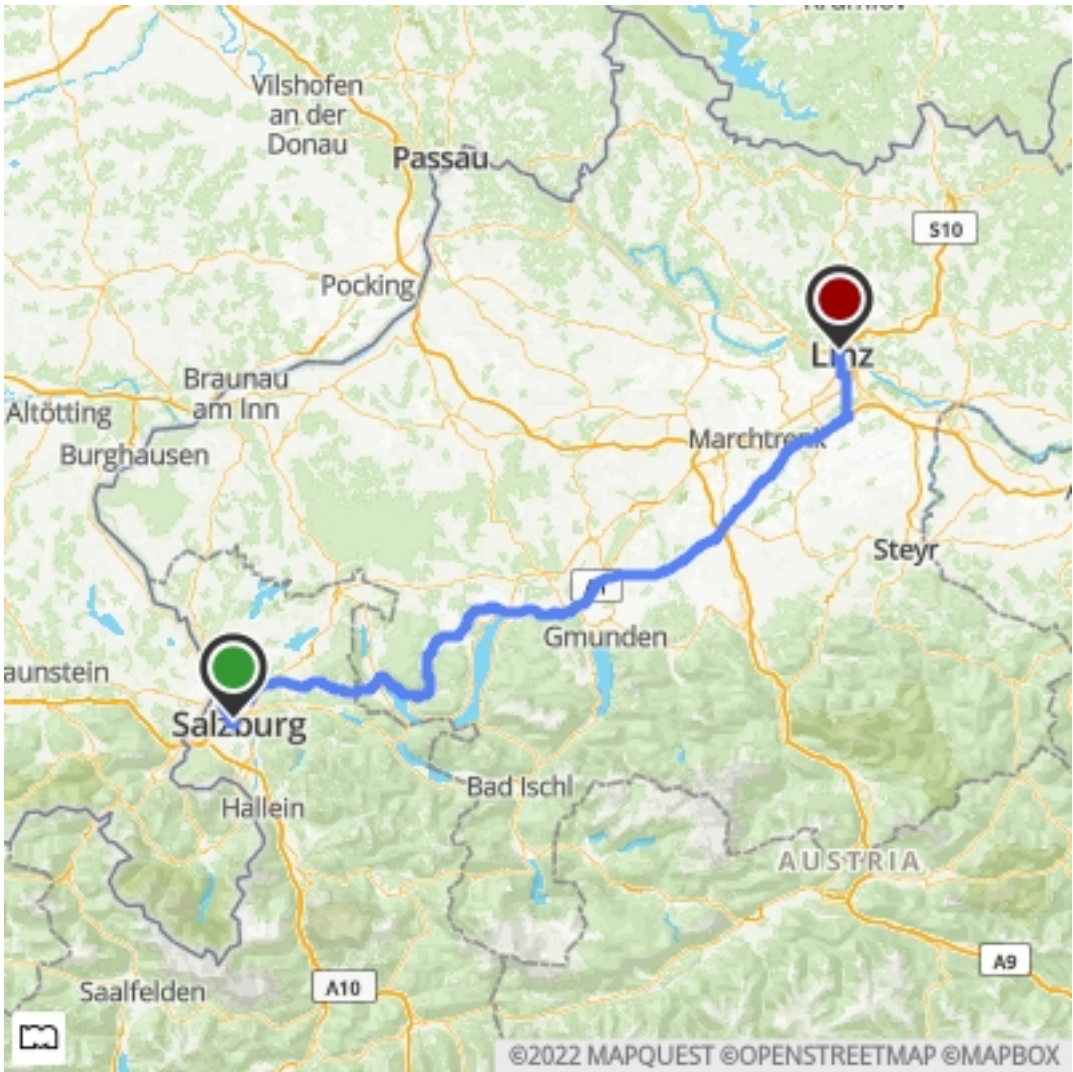 Vilshofen
an der
Donau
Passau
S10
Pocking
Linz
Braunau
am Inn
Altötting
Marchtrenk
Burghausen
Steyr
Gmunden
aunstein
Salzburg
Bad Ischl
Hallein
AUSTRIA
A9
A10
Saalfelden
©2022 MAPQUEST ©OPENSTREETMAP ©MAPBOX